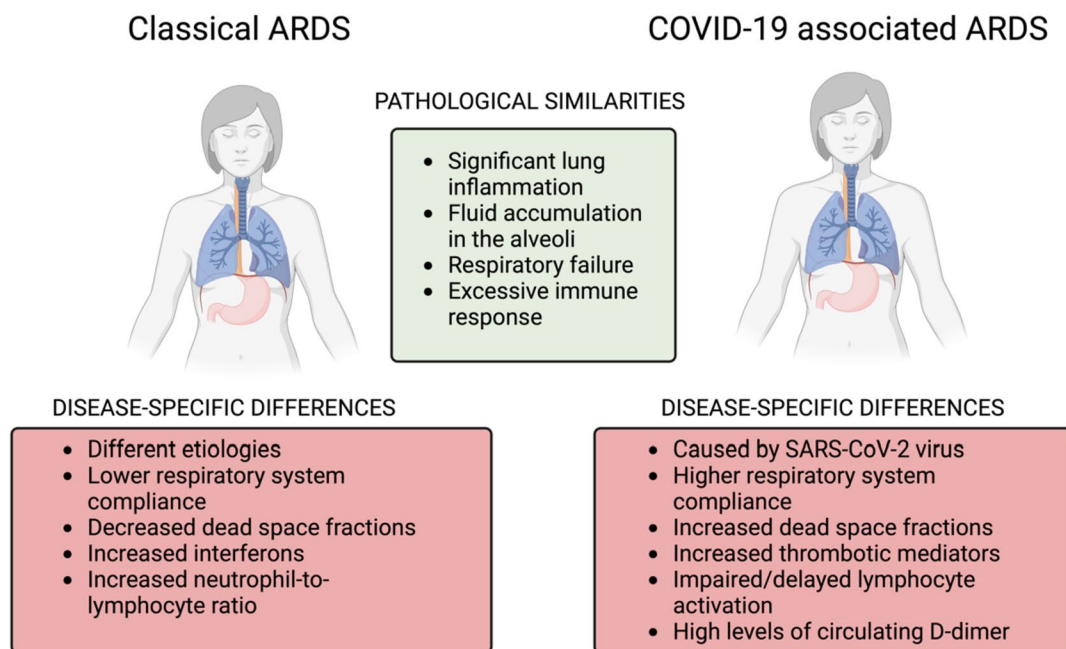 Classical ARDS
COVID-19 associated ARDS
PATHOLOGICAL SIMILARITIES
• Significant lung
inflammation
• Fluid accumulation
in the alveoli
• Respiratory failure
• Excessive immune
response
DISEASE-SPECIFIC DIFFERENCES
• Different etiologies
• Lower respiratory system
compliance
• Decreased dead space fractions
• Increased interferons
• Increased neutrophil-to-
lymphocyte ratio
DISEASE-SPECIFIC DIFFERENCES
• Caused by SARS-CoV-2 virus
• Higher respiratory system
compliance
• Increased dead space fractions
• Increased thrombotic mediators
• Impaired/delayed lymphocyte
activation
• High levels of circulating D-dimer